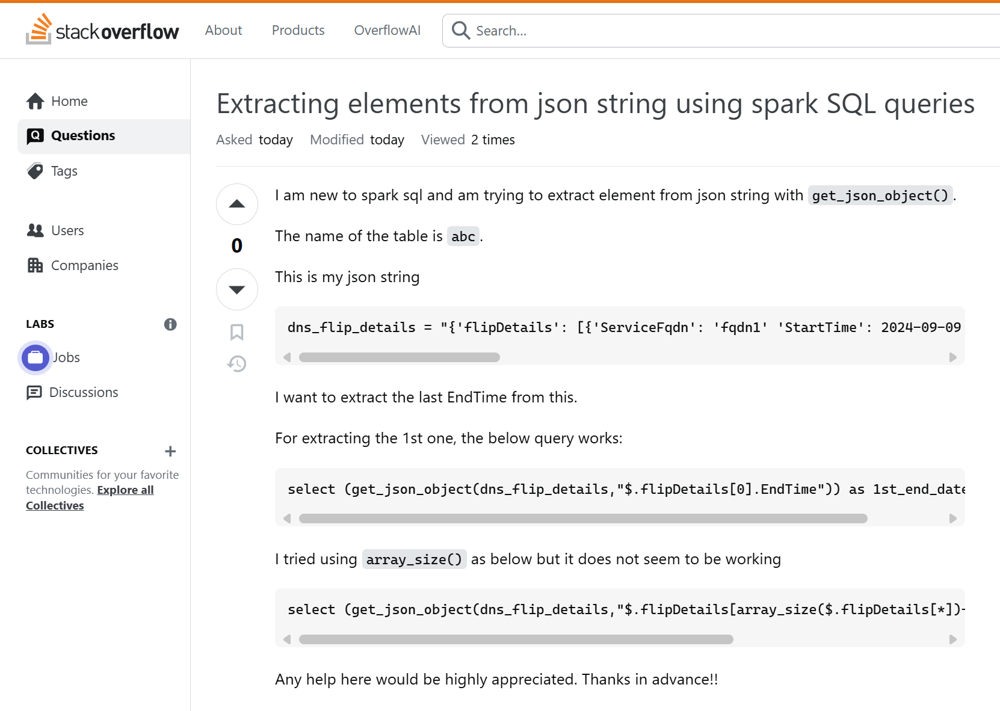 stackoverflow
About
Products
OverflowAI
Search...
Home
Questions
Tags
Users
Companies
LABS
Jobs
Discussions
COLLECTIVES
Communities for your favorite
technologies. Explore all
Collectives
Extracting elements from json string using spark SQL queries
Asked today Modified today Viewed 2 times
0
I am new to spark sql and am trying to extract element from json string with get_json_object().
The name of the table is abc.
This is my json string
dns_flip_details = "{'flipDetails': [{'ServiceFqdn': 'fqdn1' 'StartTime': 2024-09-09
I want to extract the last EndTime from this.
For extracting the 1st one, the below query works:
select (get_json_object(dns_flip_details,"$.flipDetails[0].EndTime")) as 1st_end_date
I tried using array_size() as below but it does not seem to be working
select (get_json_object(dns_flip_details,"$.flipDetails[array_size($.flipDetails[*])-
Any help here would be highly appreciated. Thanks in advance!!